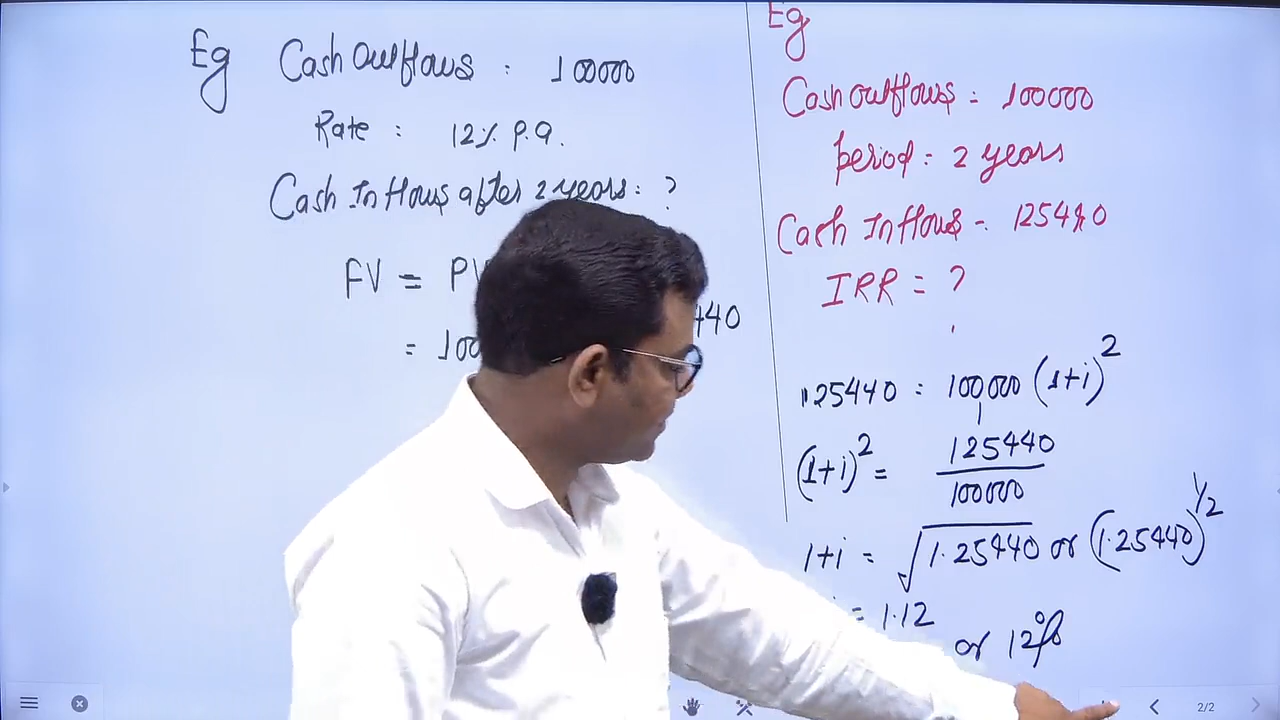 Eg Cash Outflows : 100000
Rate : 12% p.a.
Cash Inflows after 2 years : ?
FV = PV
= 100
440
Eg
Cash outflows = 100000
period = 2 years
Cash Inflows = 125440
IRR = ?
125440 = 100000 (1+i)^2
(1+i)^2 = 125440
100000
1+i = √1.25440 or (1.25440)^1/2
= 1.12
or 12%
2/2